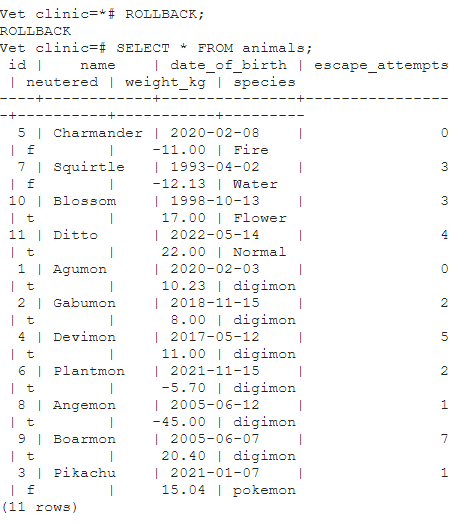 Vet clinic=*# ROLLBACK;
ROLLBACK
Vet clinic=# SELECT * FROM animals;
 id |    name    | date_of_birth | escape_attempts
 | neutered | weight_kg | species
----+------------+---------------+----------------
-+----------+-----------+---------
  5 | Charmander | 2020-02-08    |               0
 | f        |    -11.00 | Fire
  7 | Squirtle   | 1993-04-02    |               3
 | f        |    -12.13 | Water
 10 | Blossom    | 1998-10-13    |               3
 | t        |     17.00 | Flower
 11 | Ditto      | 2022-05-14    |               4
 | t        |     22.00 | Normal
  1 | Agumon     | 2020-02-03    |               0
 | t        |     10.23 | digimon
  2 | Gabumon    | 2018-11-15    |               2
 | t        |      8.00 | digimon
  4 | Devimon    | 2017-05-12    |               5
 | t        |     11.00 | digimon
  6 | Plantmon   | 2021-11-15    |               2
 | t        |     -5.70 | digimon
  8 | Angemon    | 2005-06-12    |               1
 | t        |    -45.00 | digimon
  9 | Boarmon    | 2005-06-07    |               7
 | t        |     20.40 | digimon
  3 | Pikachu    | 2021-01-07    |               1
 | f        |     15.04 | pokemon
(11 rows)